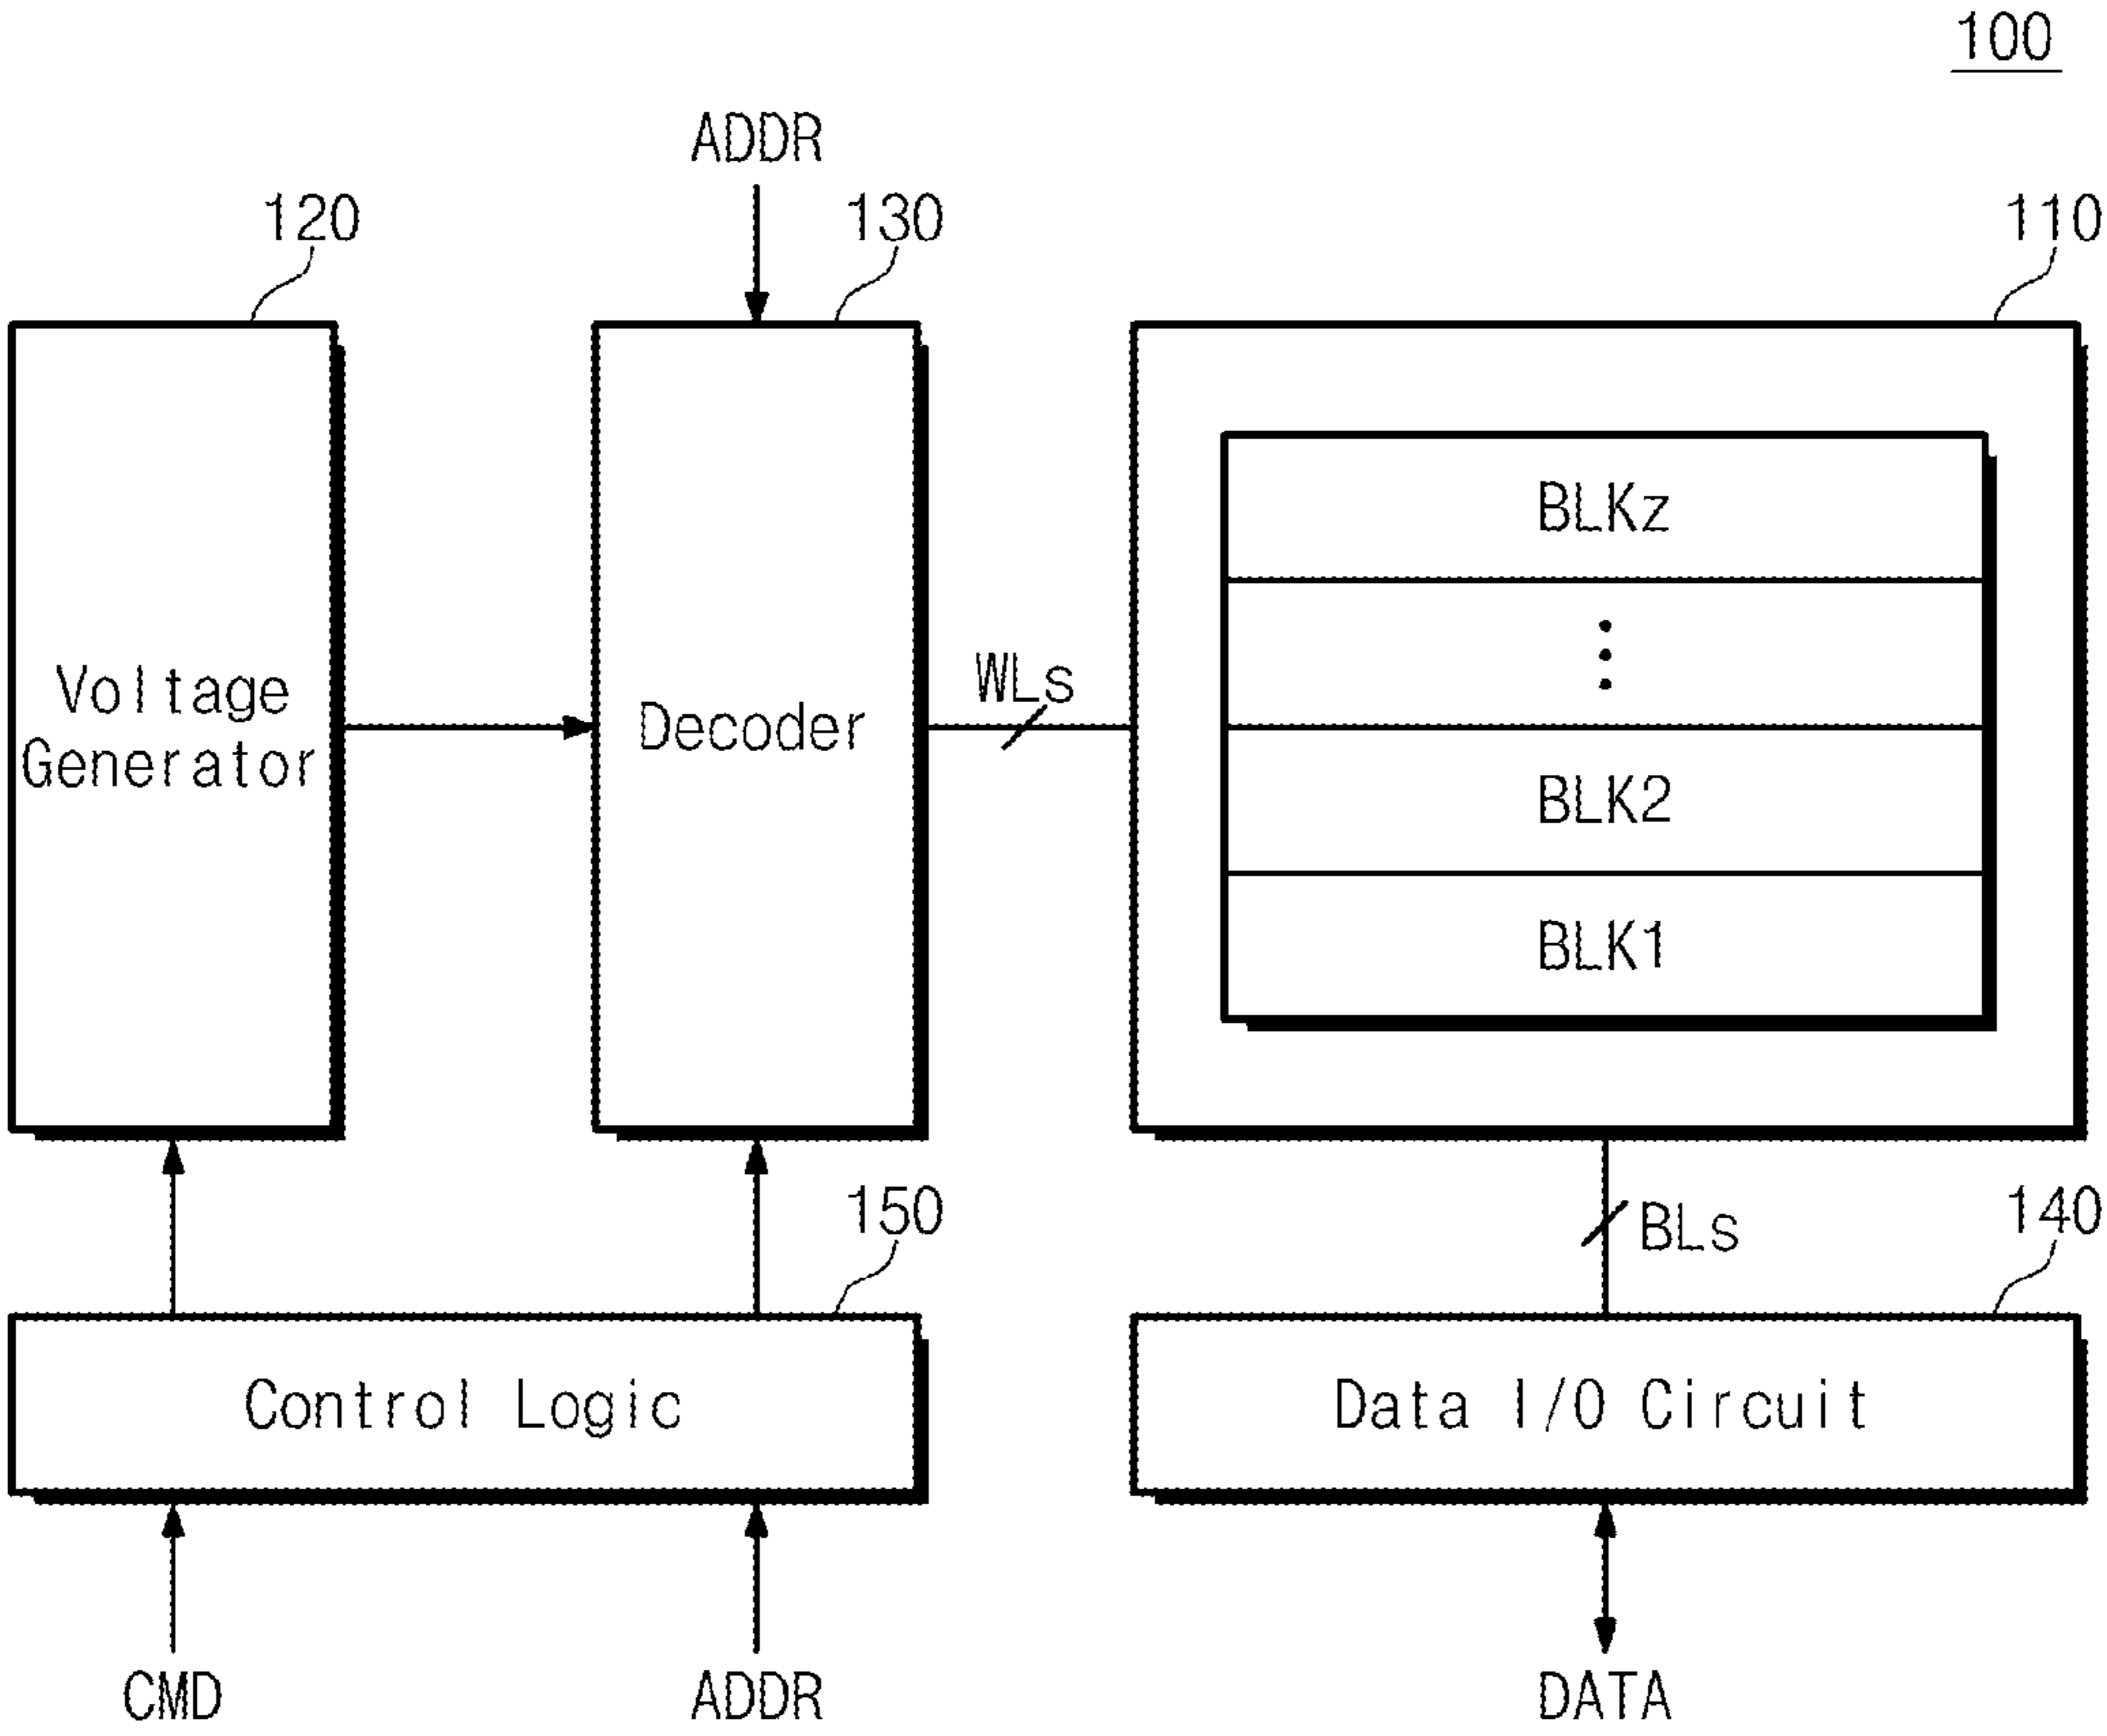 100
ADDR
120
130
110
BLKz
Voltage
Generator
Decoder
WLs
BLK2
BLK1
150
BLs
140
Control Logic
Data I/O Circuit
CMD
ADDR
DATA